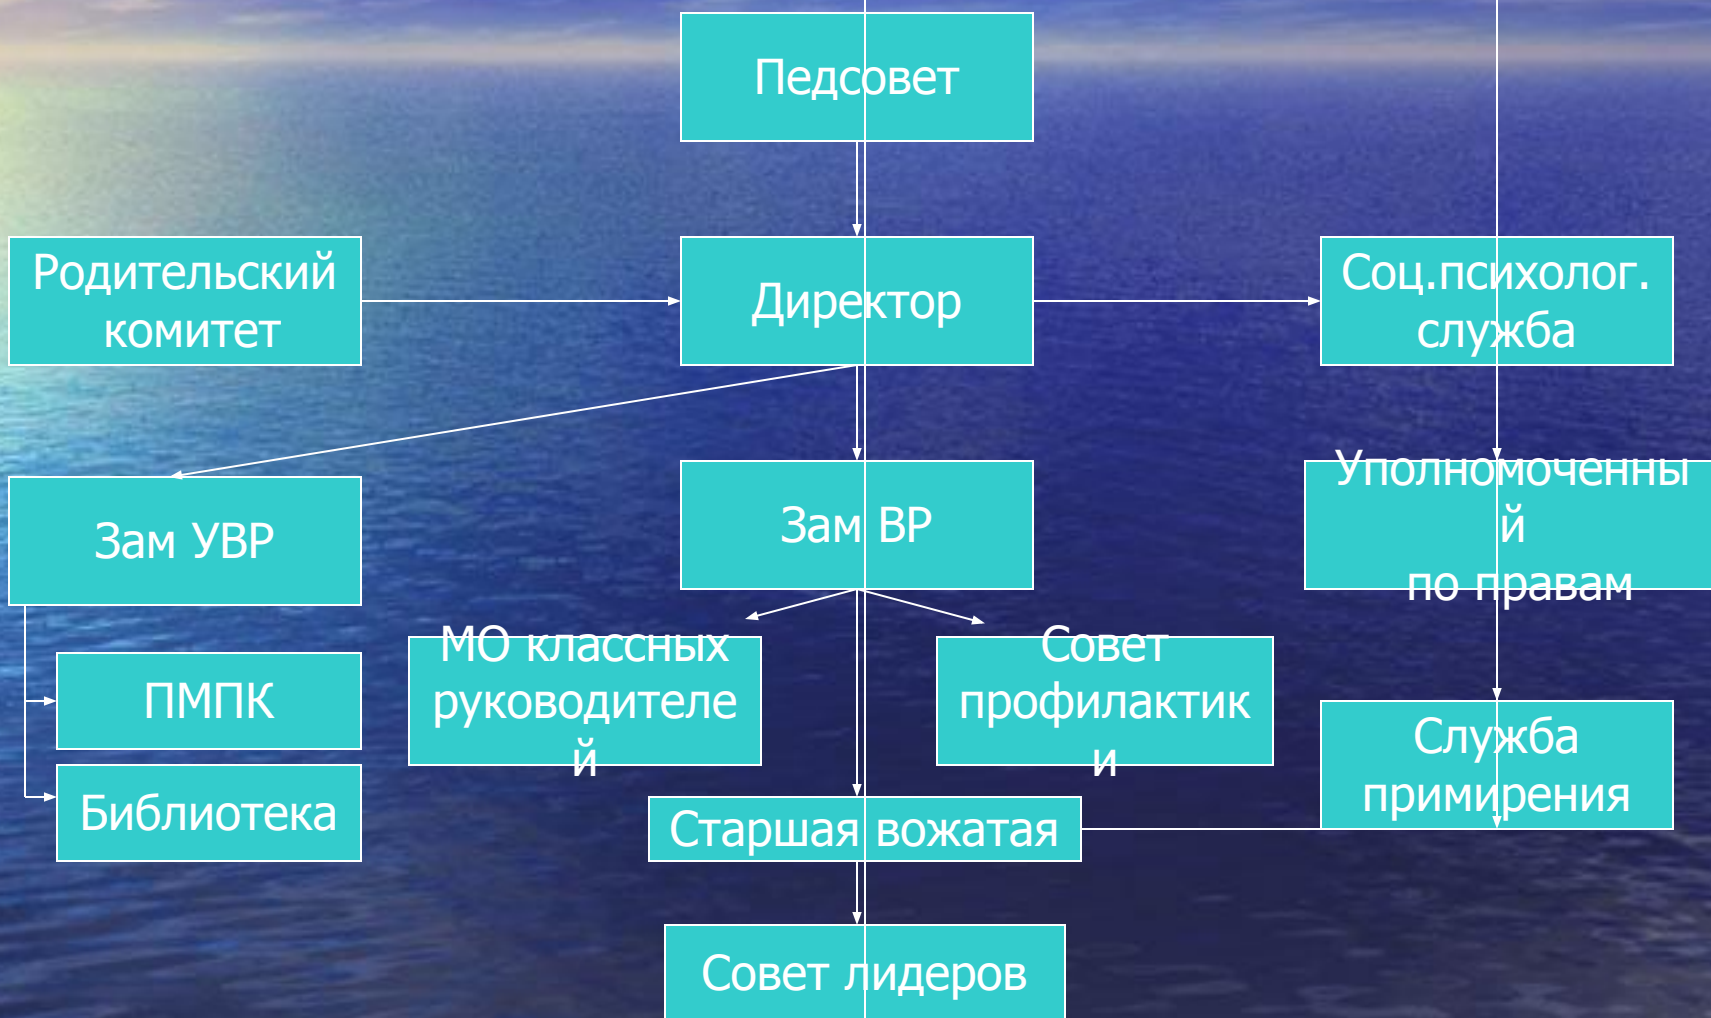 Педсовет
Родительский
комитет
Директор
Соц.психолог.
служба
Зам УВР
Зам ВР
Уполномоченны
й
по правам
ПМПК
Библиотека
МО классных
руководителе
й
Совет
профилактик
и
Служба
примирения
Старшая вожатая
Совет лидеров